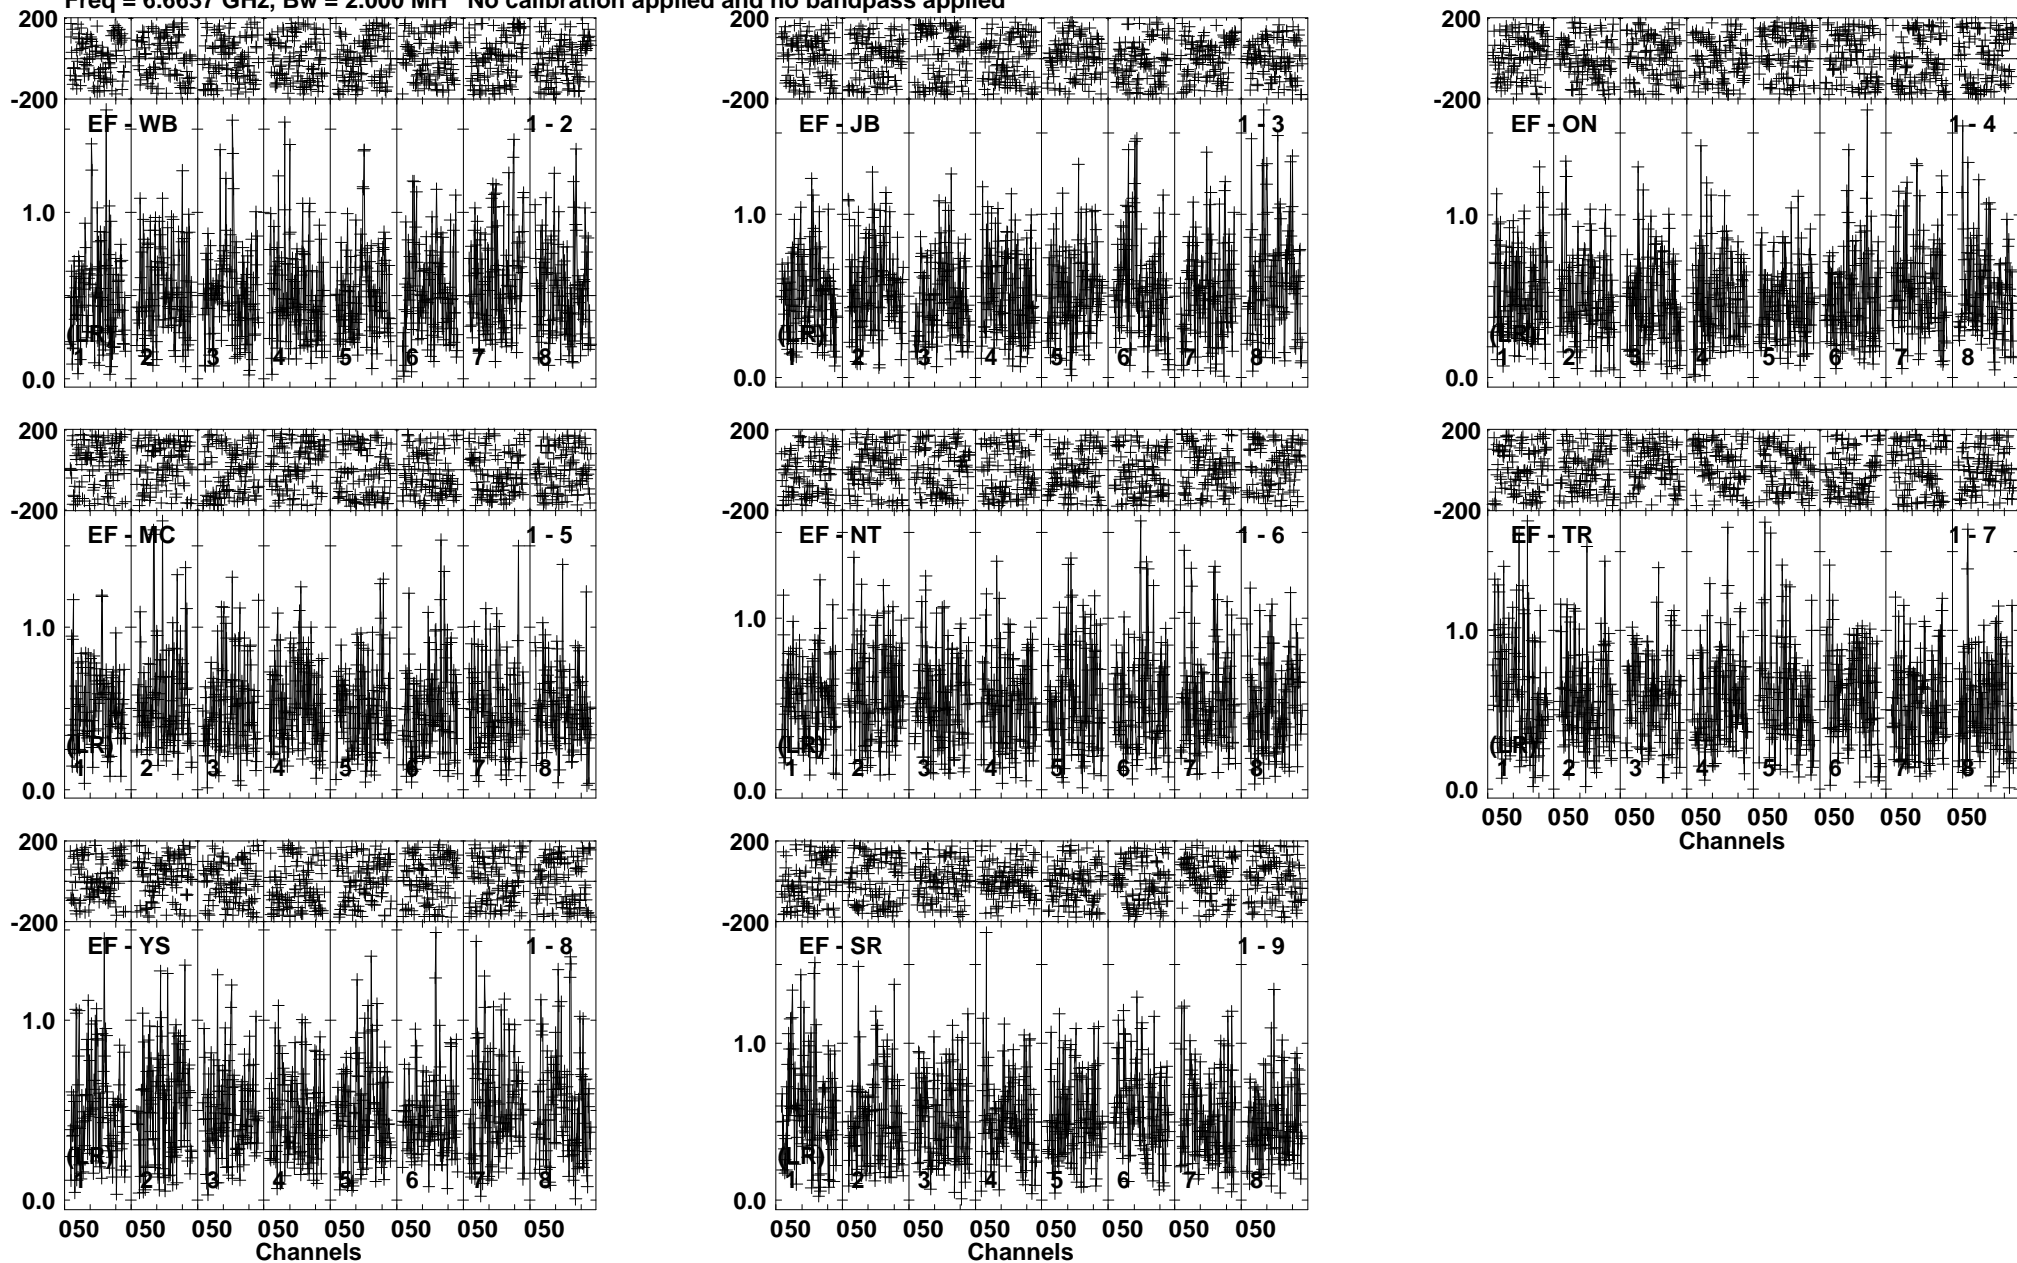 Freq = 6.6637 GHz, Bw = 2.000 MH No calibration applied and no bandpass applied
200
-200
EF - WB 1 - 2
1.0
(LR)
1 2 3 4 5 6 7 8
0.0
200
-200
EF - JB 1 - 3
1.0
(LR)
1 2 3 4 5 6 7 8
0.0
200
-200
EF - ON 1 - 4
1.0
(LR)
1 2 3 4 5 6 7 8
0.0
200
-200
EF - MC 1 - 5
1.0
(LR)
1 2 3 4 5 6 7 8
0.0
200
-200
EF - NT 1 - 6
1.0
(LR)
1 2 3 4 5 6 7 8
0.0
200
-200
EF - TR 1 - 7
1.0
(LR)
1 2 3 4 5 6 7 8
0.0
050 050 050 050 050 050 050 050
Channels
200
-200
EF - YS 1 - 8
1.0
(LR)
1 2 3 4 5 6 7 8
0.0
050 050 050 050 050 050 050 050
Channels
200
-200
EF - SR 1 - 9
1.0
(LR)
1 2 3 4 5 6 7 8
0.0
050 050 050 050 050 050 050 050
Channels